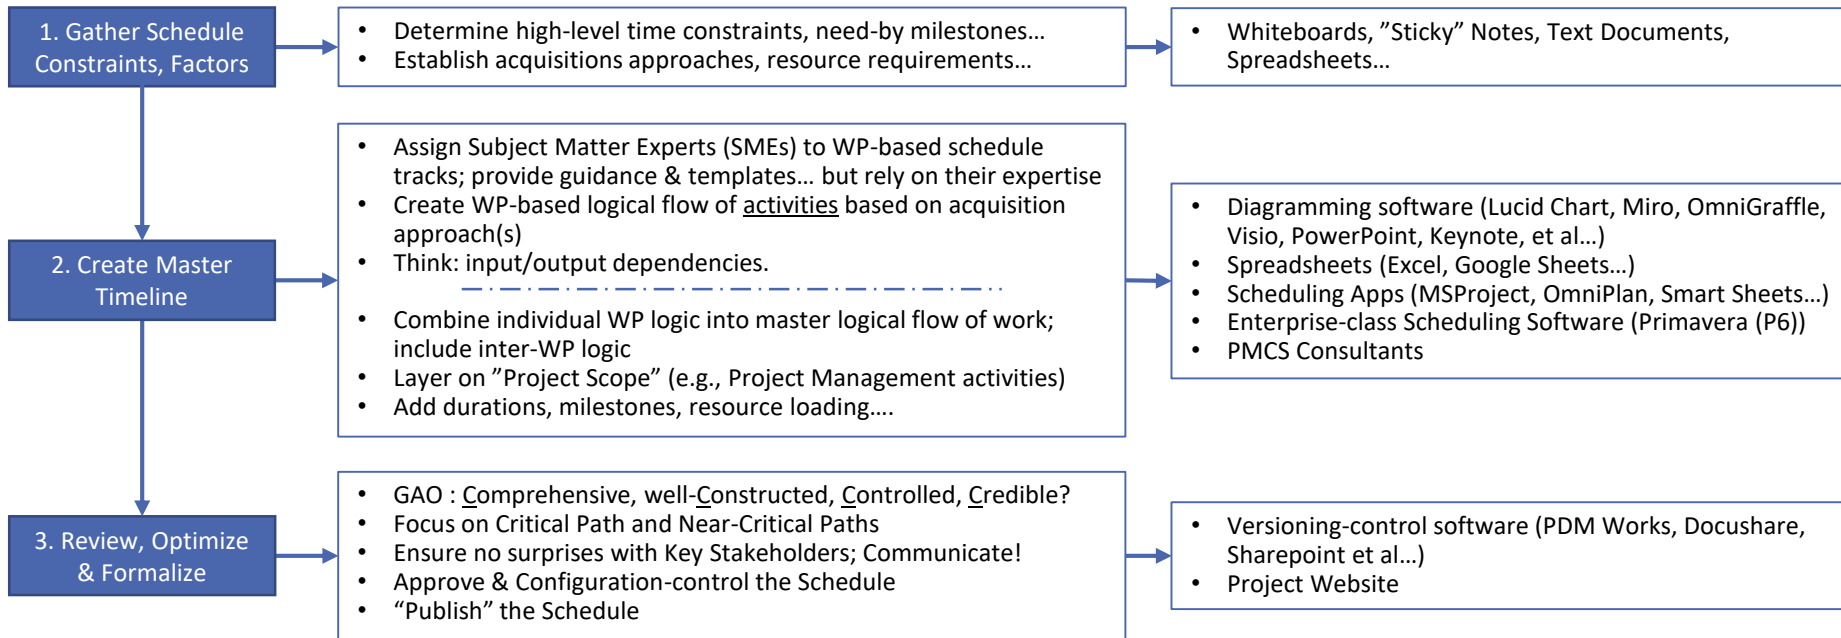 1. Gather Schedule
Constraints, Factors
• Determine high-level time constraints, need-by milestones…
• Establish acquisitions approaches, resource requirements…
• Whiteboards, ”Sticky” Notes, Text Documents,
Spreadsheets…
2. Create Master
Timeline
• Assign Subject Matter Experts (SMEs) to WP-based schedule
tracks; provide guidance & templates… but rely on their expertise
• Create WP-based logical flow of activities based on acquisition
approach(s)
• Think: input/output dependencies.
• Combine individual WP logic into master logical flow of work;
include inter-WP logic
• Layer on ”Project Scope” (e.g., Project Management activities)
• Add durations, milestones, resource loading….
• Diagramming software (Lucid Chart, Miro, OmniGraffle,
Visio, PowerPoint, Keynote, et al…)
• Spreadsheets (Excel, Google Sheets…)
• Scheduling Apps (MSProject, OmniPlan, Smart Sheets…)
• Enterprise-class Scheduling Software (Primavera (P6))
• PMCS Consultants
3. Review, Optimize
& Formalize
• GAO : Comprehensive, well-Constructed, Controlled, Credible?
• Focus on Critical Path and Near-Critical Paths
• Ensure no surprises with Key Stakeholders; Communicate!
• Approve & Configuration-control the Schedule
• “Publish” the Schedule
• Versioning-control software (PDM Works, Docushare,
Sharepoint et al…)
• Project Website